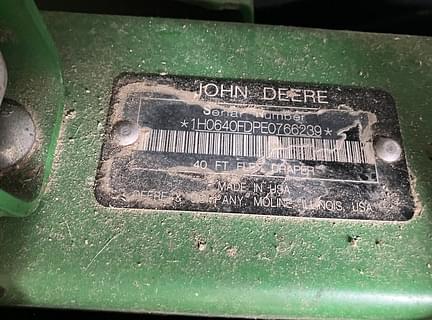 JOHN DEERE
Serial Number
*1H0640FDPE0766239*
40 FT FLEX DRAPER
MADE IN USA
DEERE & COMPANY MOLINE, ILLINOIS, USA